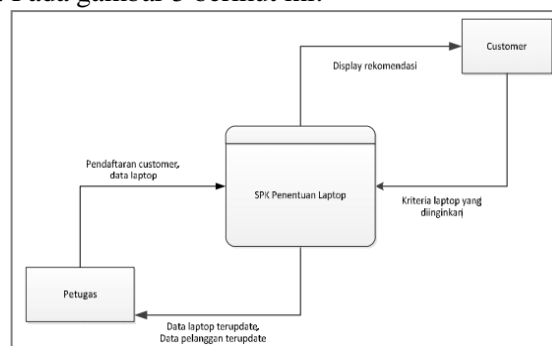 Pada gambar 3 berikut ini.
Customer
Display rekomendasi
Pendaftaran customer,
data laptop
SPK Penentuan Laptop
Kriteria laptop yang
diinginkan
Petugas
Data laptop terupdate,
Data pelanggan terupdate